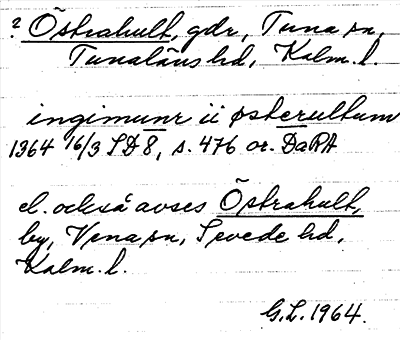 ? Östrahult, gdr, Tuna sn,
Tunaläns hd, Kalm. l.
ingimunr ii østerultum
1364 16/3 SD 8, s. 476 or. DaRA
el. också avses Östrahult,
by, Vena sn, Sevede hd,
Kalm. l.
G.L. 1964.